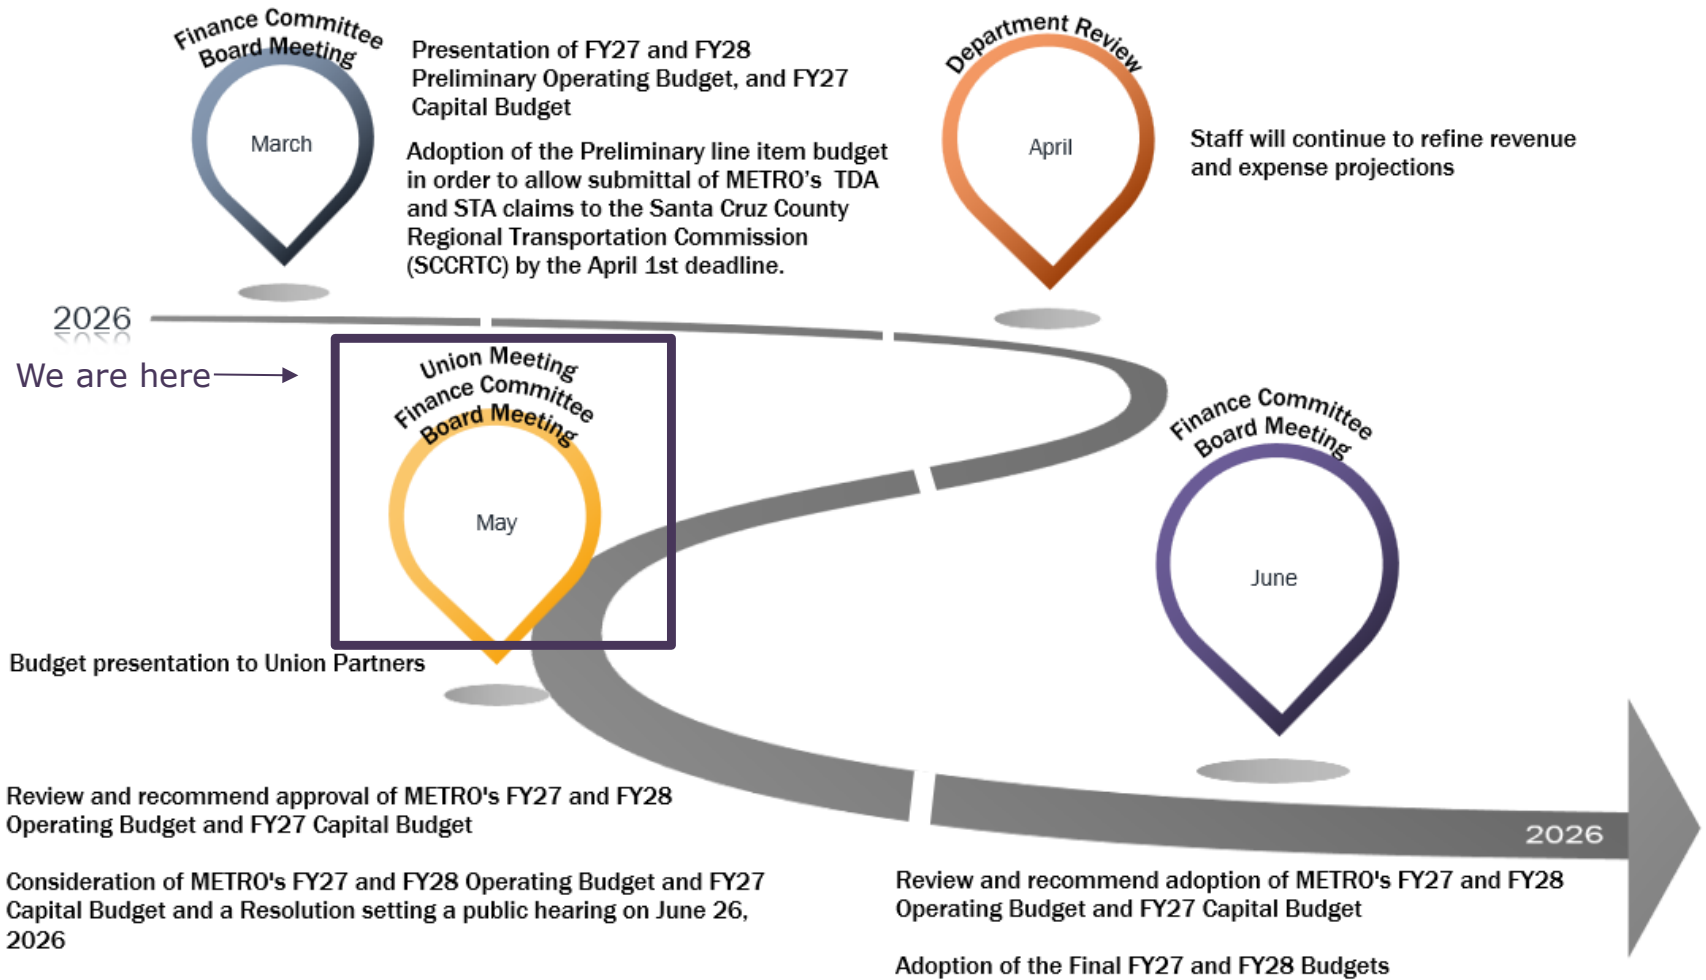 Finance Committee
Board Meeting
March
Presentation of FY27 and FY28
Preliminary Operating Budget, and FY27
Capital Budget
Adoption of the Preliminary line item budget
in order to allow submittal of METRO's TDA
and STA claims to the Santa Cruz County
Regional Transportation Commission
(SCCRTC) by the April 1st deadline.
Department Review
April
Staff will continue to refine revenue
and expense projections
2026
We are here
Union Meeting
Finance Committee
Board Meeting
May
Budget presentation to Union Partners
Review and recommend approval of METRO's FY27 and FY28
Operating Budget and FY27 Capital Budget
Consideration of METRO's FY27 and FY28 Operating Budget and FY27
Capital Budget and a Resolution setting a public hearing on June 26,
2026
Finance Committee
Board Meeting
June
2026
Review and recommend adoption of METRO's FY27 and FY28
Operating Budget and FY27 Capital Budget
Adoption of the Final FY27 and FY28 Budgets